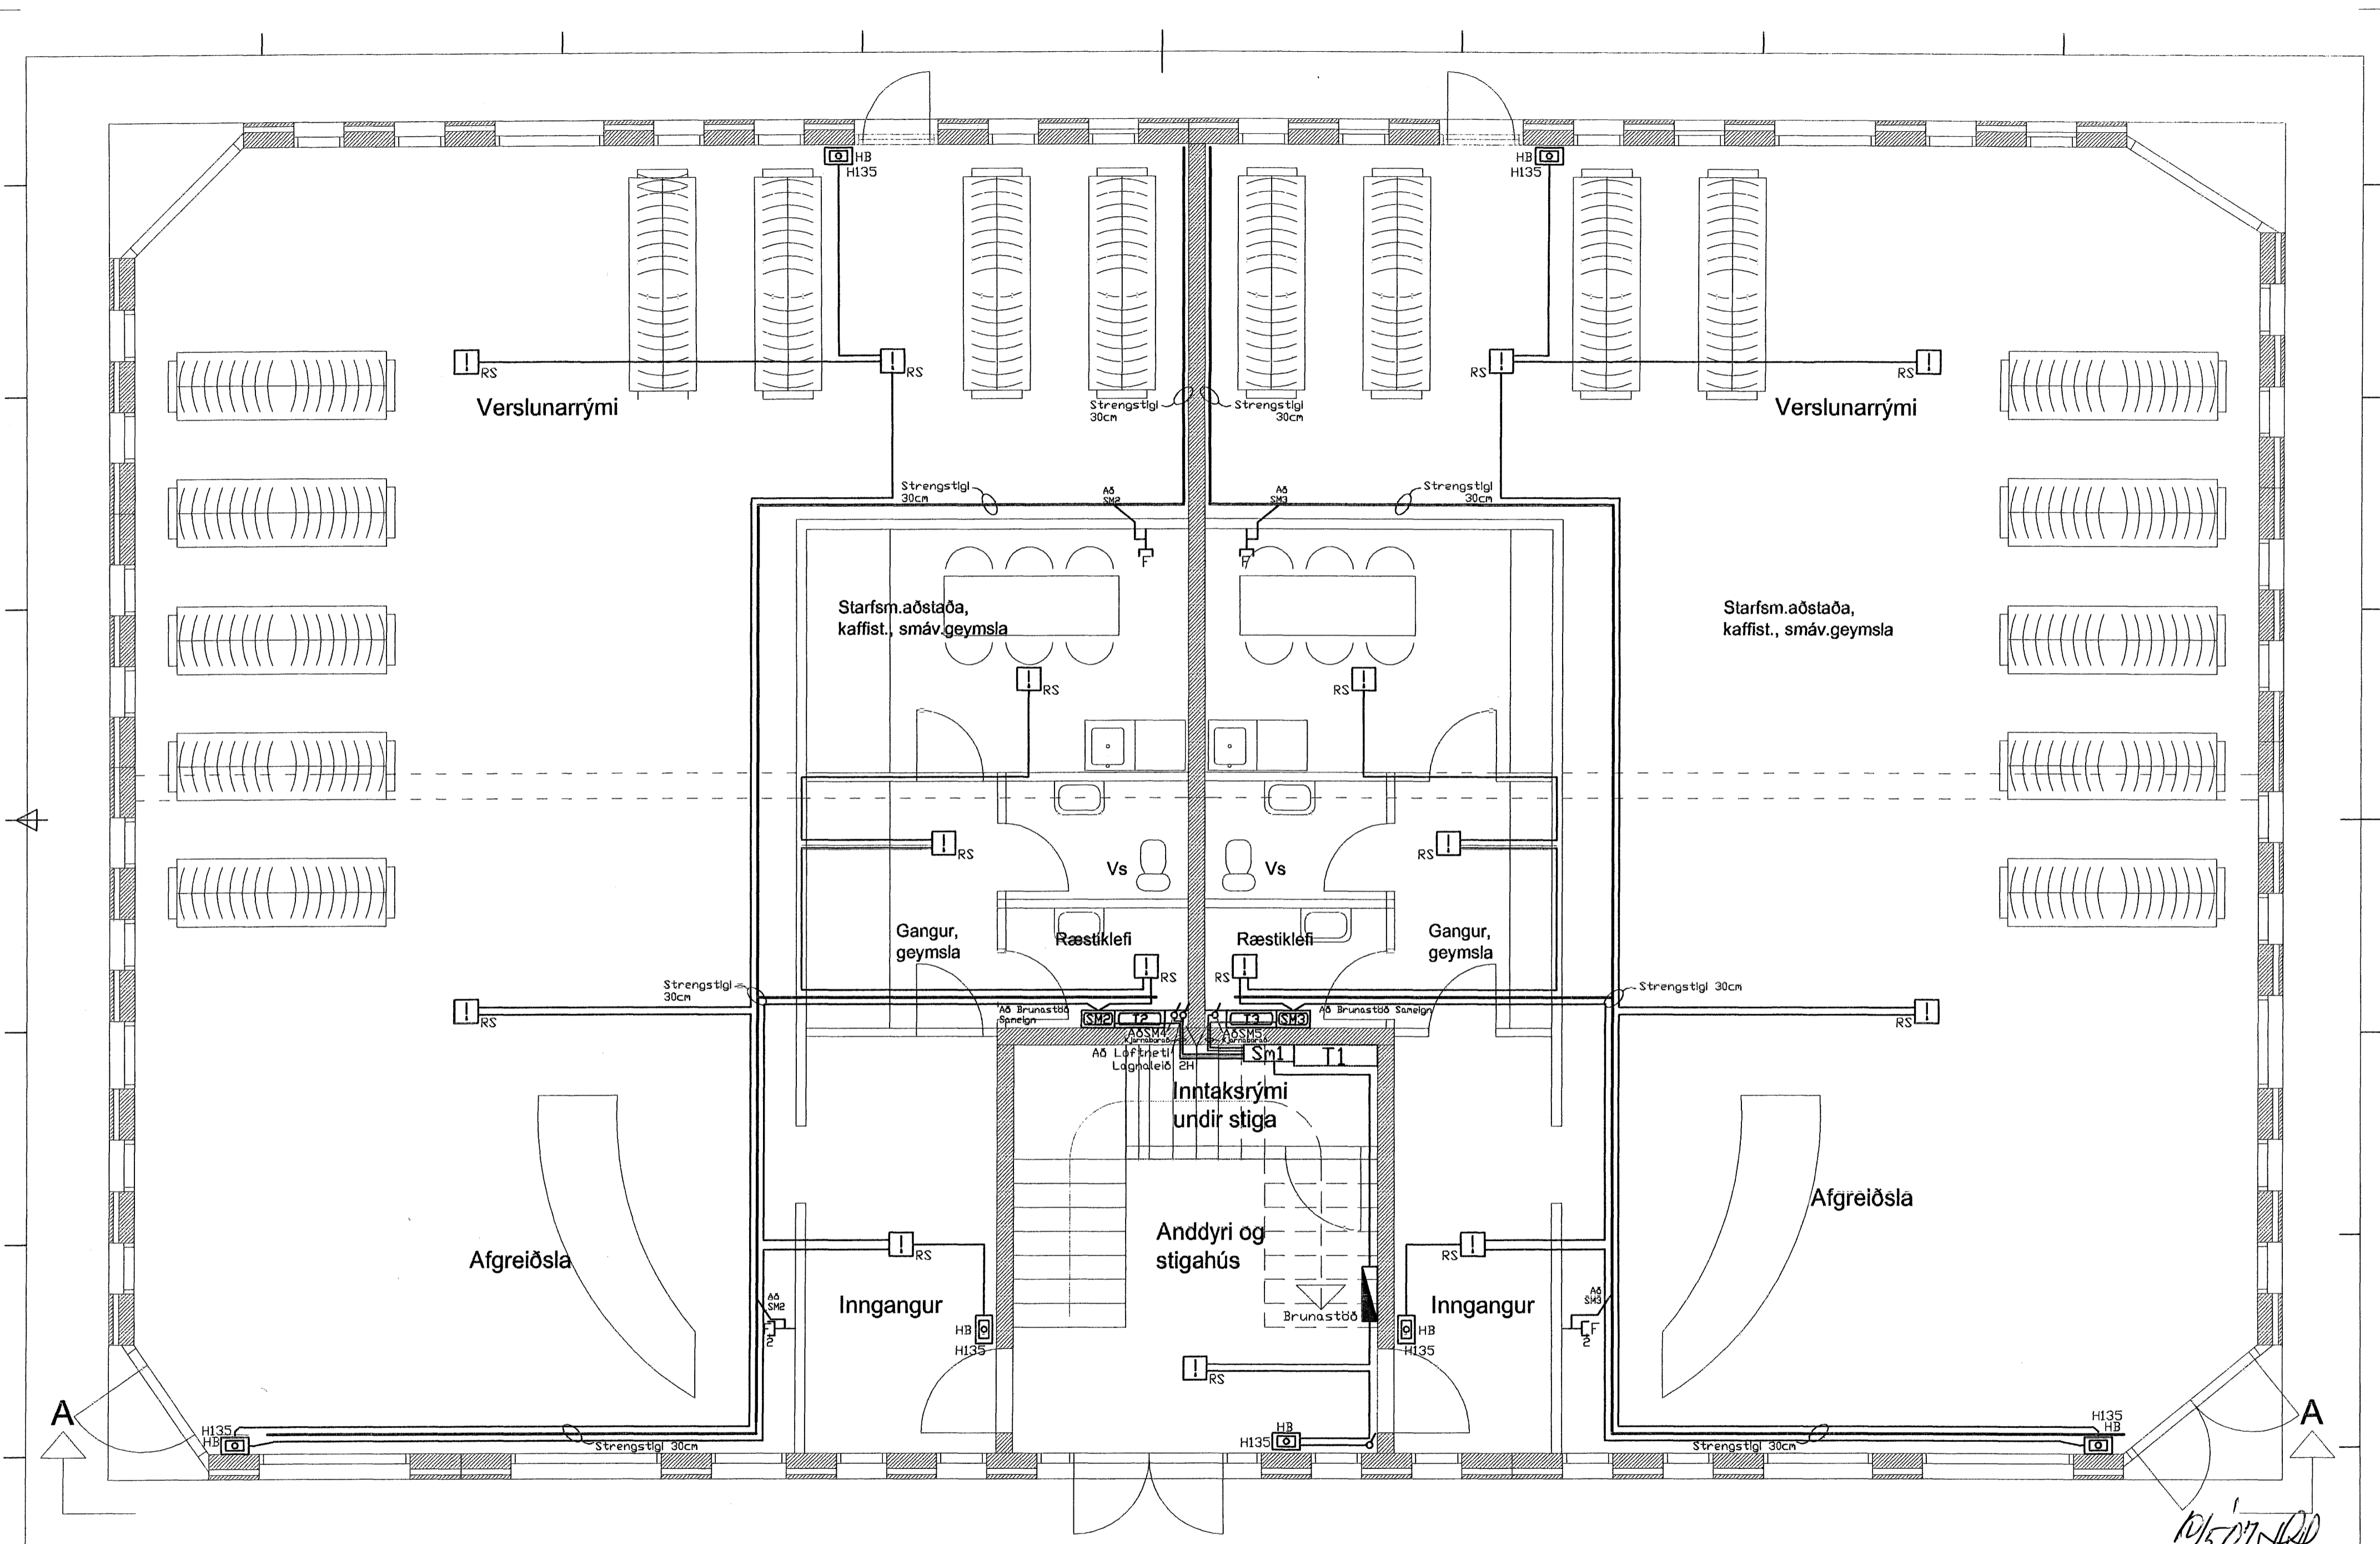 HB
H135
HB
H135
RS
RS
RS
RS
Verslunarrými
Verslunarrými
Strengstigi
30cm
Strengstigi
30cm
Strengstigi
30cm
Að
SM2
Að
SM3
Strengstigi
30cm
F
F
Starfsm.aðstaða,
kaffist., smáv.geymsla
Starfsm.aðstaða,
kaffist., smáv.geymsla
RS
RS
RS
RS
Vs
Vs
Gangur,
geymsla
Ræstiklefi
Ræstiklefi
Gangur,
geymsla
RS
RS
Strengstigi
30cm
Strengstigi 30cm
RS
RS
Að Brunastöð
Sameign
SM2
T2
T3
SM3
Að Brunastöð Sameign
AðSM4
AðSM5
Að Loftneti
Lagnaleið 2H
Sm1
T1
Inntaksrými
undir stiga
Afgreiðsla
Afgreiðsla
Anddyri og
stigahús
RS
RS
Að
SM2
2
Inngangur
Inngangur
Að
SM3
F
2
Brunastöð
HB
H135
HB
H135
RS
A
A
H135
HB
Strengstigi 30cm
HB
H135
Strengstigi 30cm
H135
HB